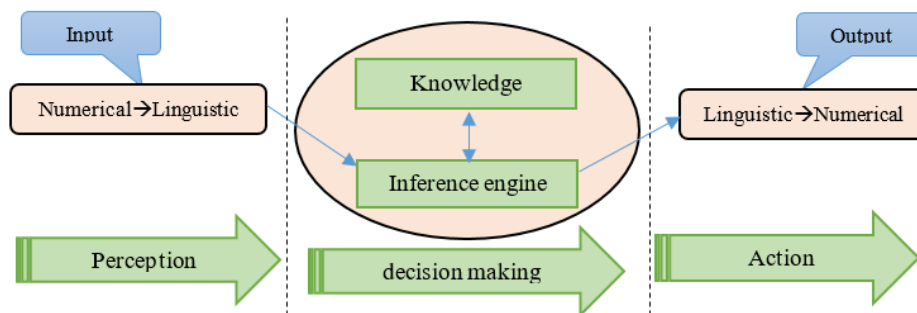 Input
Output
Numerical→Linguistic
Knowledge
Linguistic→Numerical
Inference engine
Perception
decision making
Action